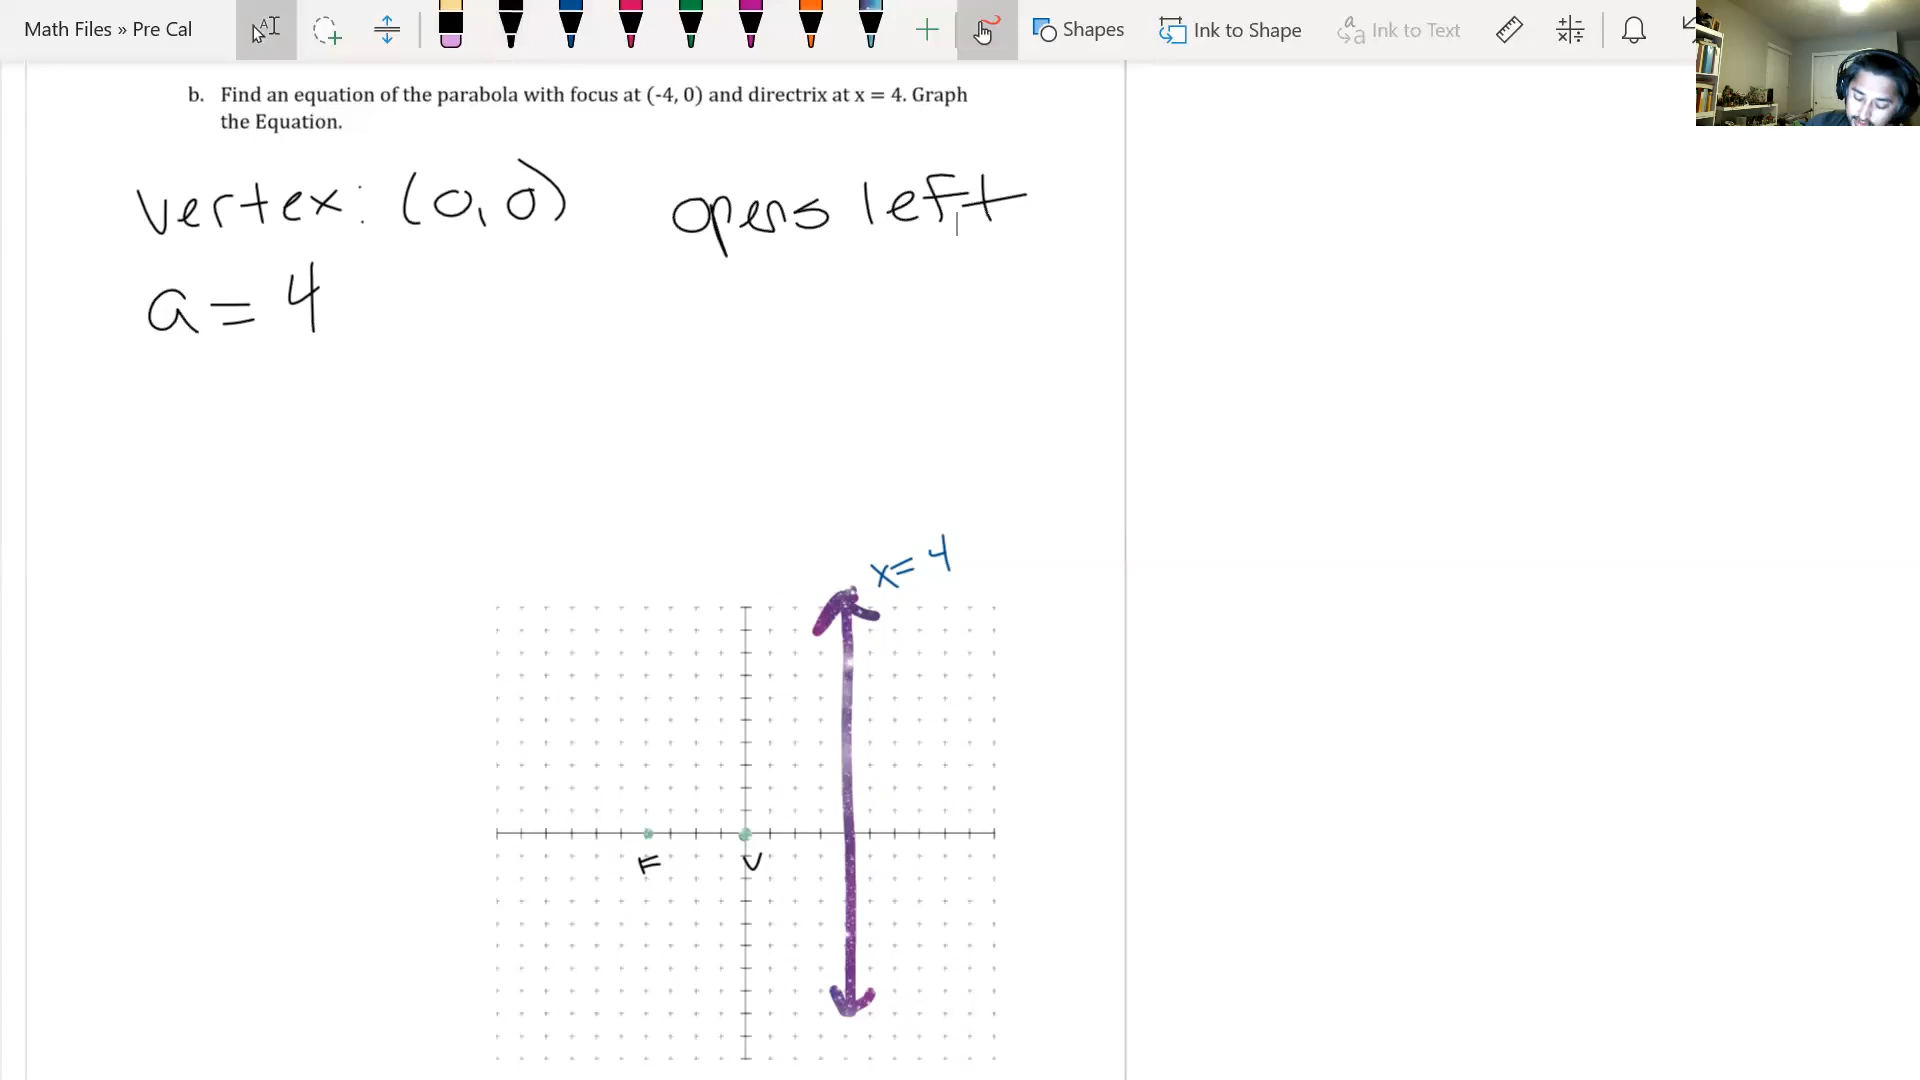 Math Files » Pre Cal
Shapes
Ink to Shape
Ink to Text
b. Find an equation of the parabola with focus at (-4, 0) and directrix at x = 4. Graph
the Equation.
vertex: (0,0) opens left
a = 4
x= 4
F V